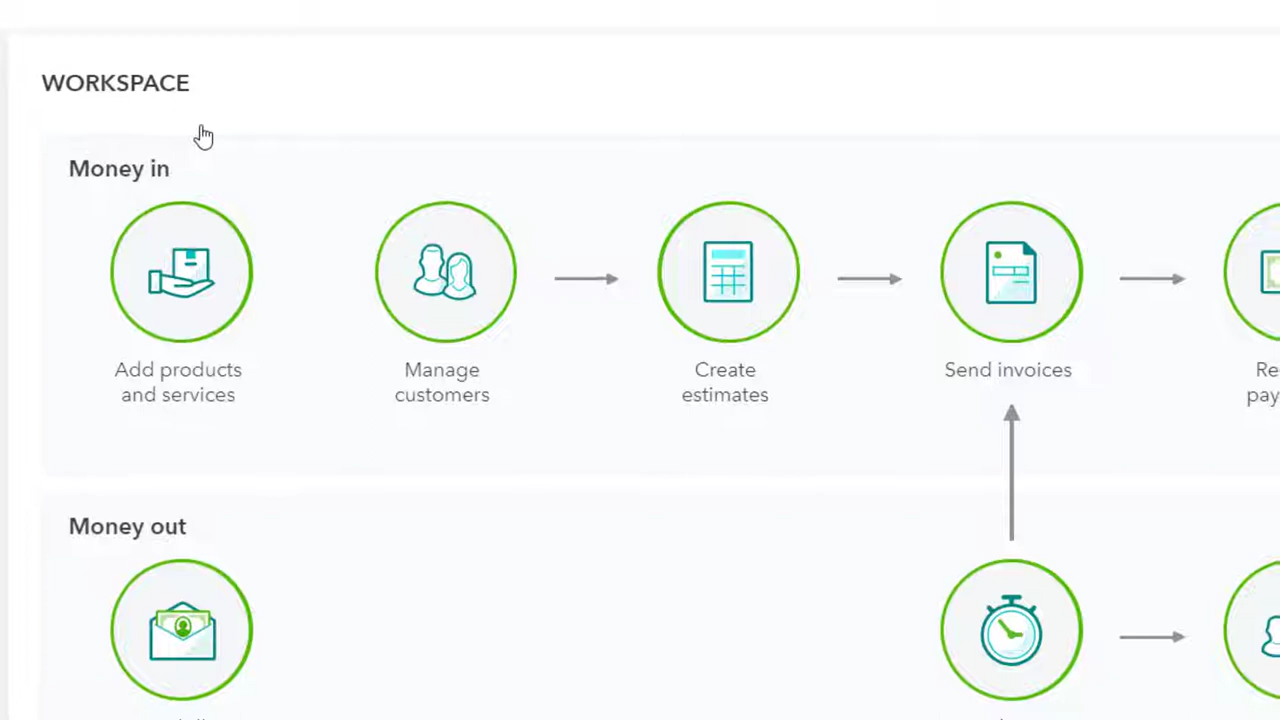 WORKSPACE
Money in
Add products
and services
Manage
customers
Create
estimates
Send invoices
Money out